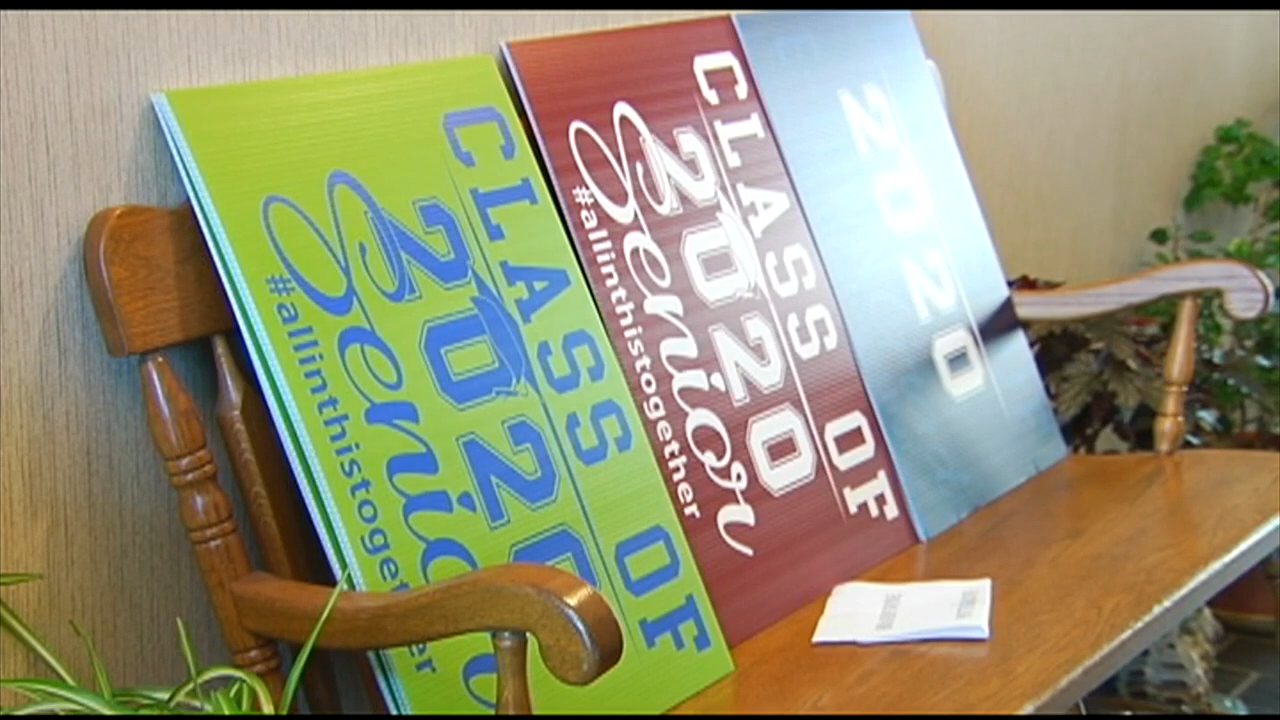 CLASS OF
2020
Senior
#allinthistogether
CLASS OF
2020
Senior
#allinthistogether
2020